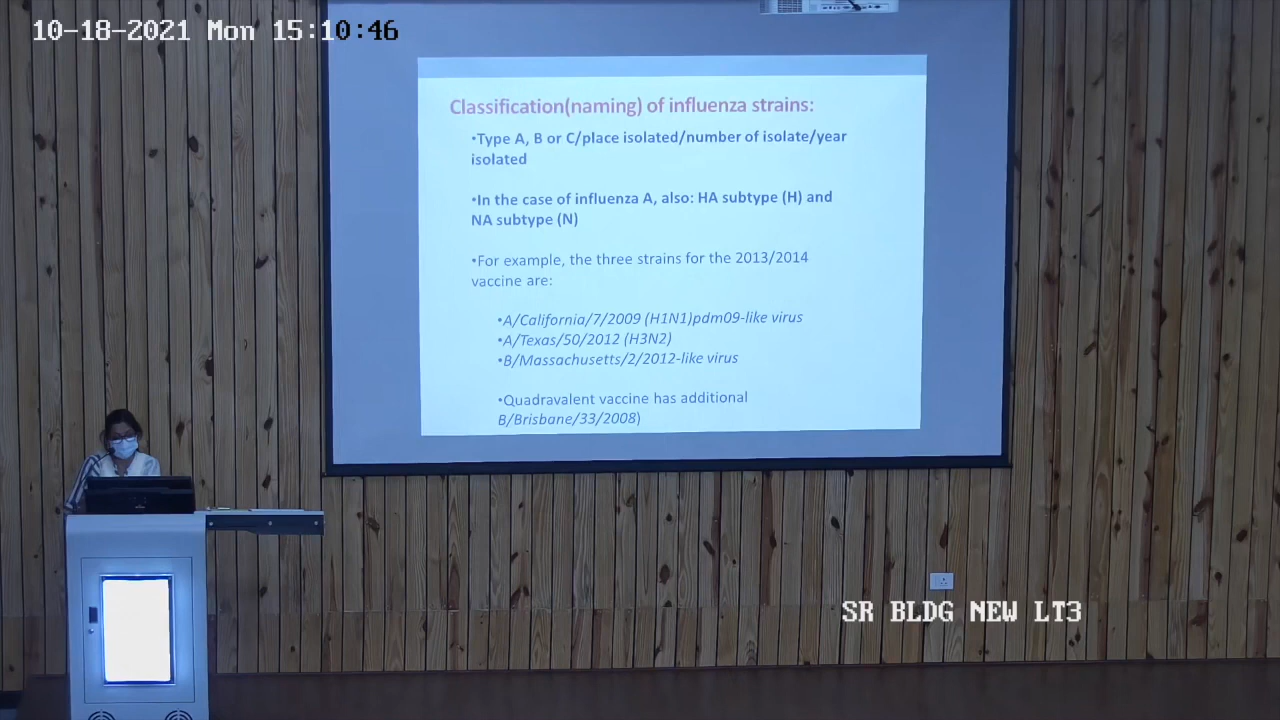 10-18-2021 Mon 15:10:46
Classification(naming) of influenza strains:
•Type A, B or C/place isolated/number of isolate/year
isolated
•In the case of influenza A, also: HA subtype (H) and
NA subtype (N)
•For example, the three strains for the 2013/2014
vaccine are:
•A/California/7/2009 (H1N1)pdm09-like virus
•A/Texas/50/2012 (H3N2)
•B/Massachusetts/2/2012-like virus
•Quadravalent vaccine has additional
B/Brisbane/33/2008)
SR BLDG NEW LT3